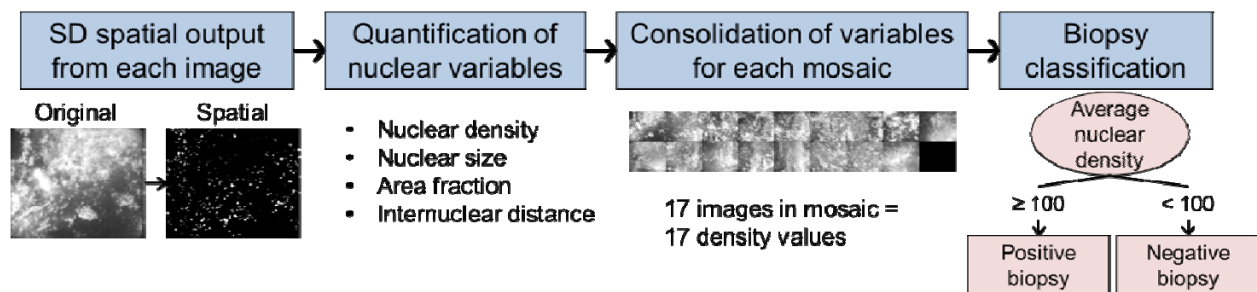 SD spatial output
from each image
Quantification of
nuclear variables
Consolidation of variables
for each mosaic
Biopsy
classification
Original
Spatial
• Nuclear density
• Nuclear size
• Area fraction
• Internuclear distance
17 images in mosaic =
17 density values
Average
nuclear
density
≥ 100
< 100
Positive
biopsy
Negative
biopsy